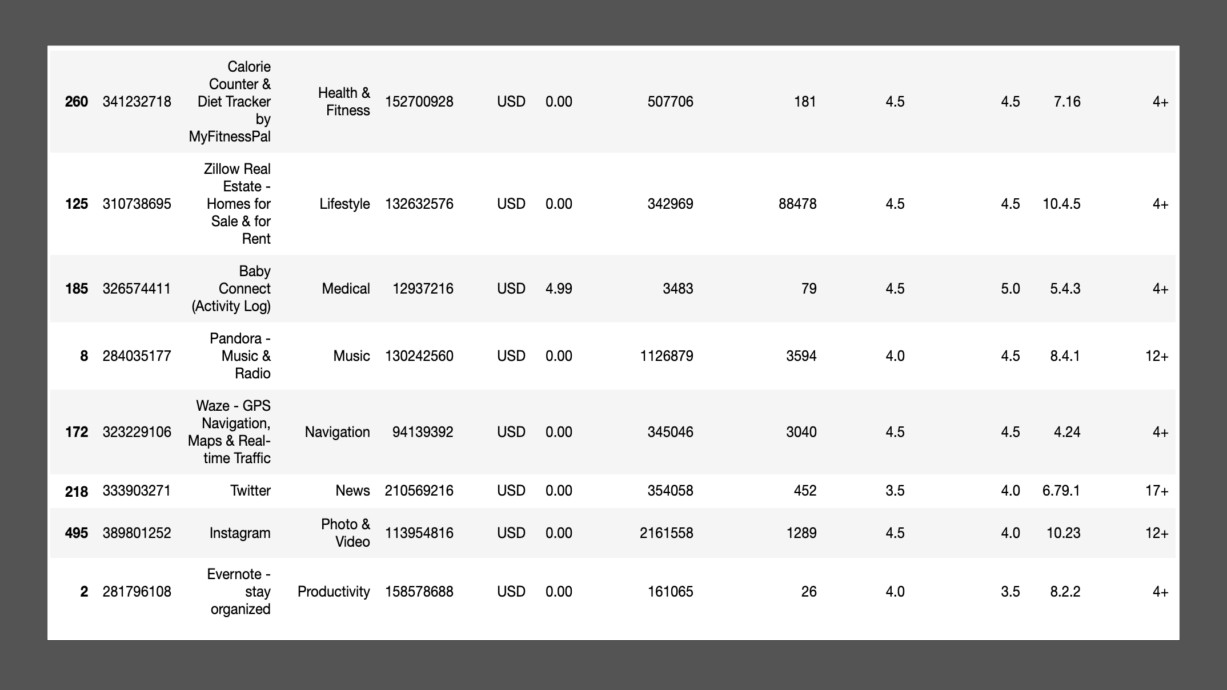 260 341232718 Calorie Counter & Diet Tracker by MyFitnessPal Health & Fitness 152700928 USD 0.00 507706 181 4.5 4.5 7.16 4+
125 310738695 Zillow Real Estate - Homes for Sale & for Rent Lifestyle 132632576 USD 0.00 342969 88478 4.5 4.5 10.4.5 4+
185 326574411 Baby Connect (Activity Log) Medical 12937216 USD 4.99 3483 79 4.5 5.0 5.4.3 4+
8 284035177 Pandora - Music & Radio Music 130242560 USD 0.00 1126879 3594 4.0 4.5 8.4.1 12+
172 323229106 Waze - GPS Navigation, Maps & Real-time Traffic Navigation 94139392 USD 0.00 345046 3040 4.5 4.5 4.24 4+
218 333903271 Twitter News 210569216 USD 0.00 354058 452 3.5 4.0 6.79.1 17+
495 389801252 Instagram Photo & Video 113954816 USD 0.00 2161558 1289 4.5 4.0 10.23 12+
2 281796108 Evernote - stay organized Productivity 158578688 USD 0.00 161065 26 4.0 3.5 8.2.2 4+